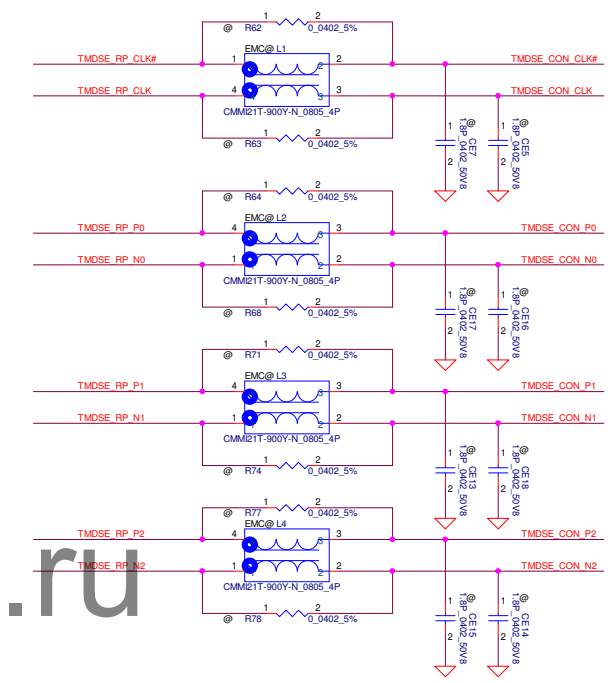 1 2
@ R62 0_0402_5%
EMC@ L1
TMDSE_RP_CLK# 1 2 2 TMDSE_CON_CLK#
TMDSE_RP_CLK 4 3 3 TMDSE_CON_CLK
CMMI21T-900Y-N_0805_4P
1 2
@ R63 0_0402_5%
1 2 @ CE7 1.8P_0402_50V8
1 2 @ CE5 1.8P_0402_50V8
1 2
@ R64 0_0402_5%
EMC@ L2
TMDSE_RP_P0 4 3 3 TMDSE_CON_P0
TMDSE_RP_N0 1 2 2 TMDSE_CON_N0
CMMI21T-900Y-N_0805_4P
1 2
@ R68 0_0402_5%
1 2 @ CE17 1.8P_0402_50V8
1 2 @ CE16 1.8P_0402_50V8
1 2
@ R71 0_0402_5%
EMC@ L3
TMDSE_RP_P1 4 3 3 TMDSE_CON_P1
TMDSE_RP_N1 1 2 2 TMDSE_CON_N1
CMMI21T-900Y-N_0805_4P
1 2
@ R74 0_0402_5%
1 2 @ CE13 1.8P_0402_50V8
1 2 @ CE18 1.8P_0402_50V8
1 2
@ R77 0_0402_5%
EMC@ L4
TMDSE_RP_P2 4 3 3 TMDSE_CON_P2
TMDSE_RP_N2 1 2 2 TMDSE_CON_N2
CMMI21T-900Y-N_0805_4P
1 2
@ R78 0_0402_5%
1 2 @ CE15 1.8P_0402_50V8
1 2 @ CE14 1.8P_0402_50V8
.ru